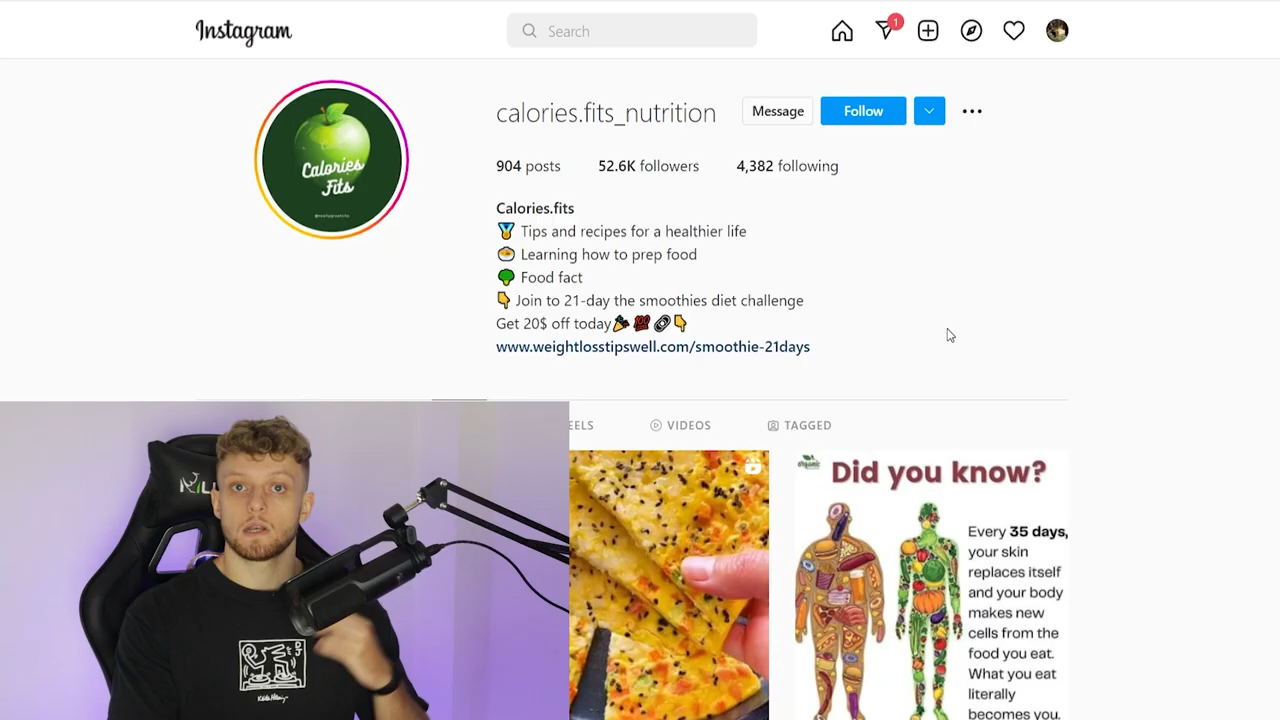 Instagram
Search
1
calories.fits_nutrition
Message
Follow
904 posts
52.6K followers
4,382 following
Calories.fits
Tips and recipes for a healthier life
Learning how to prep food
Food fact
Join to 21-day the smoothies diet challenge
Get 20$ off today 💯
www.weightlosstipswell.com/smoothie-21days
Calories
Fits
EELS
VIDEOS
TAGGED
organic
Did you know?
Every 35 days,
your skin
replaces itself
and your body
makes new
cells from the
food you eat.
What you eat
literally
becomes you.